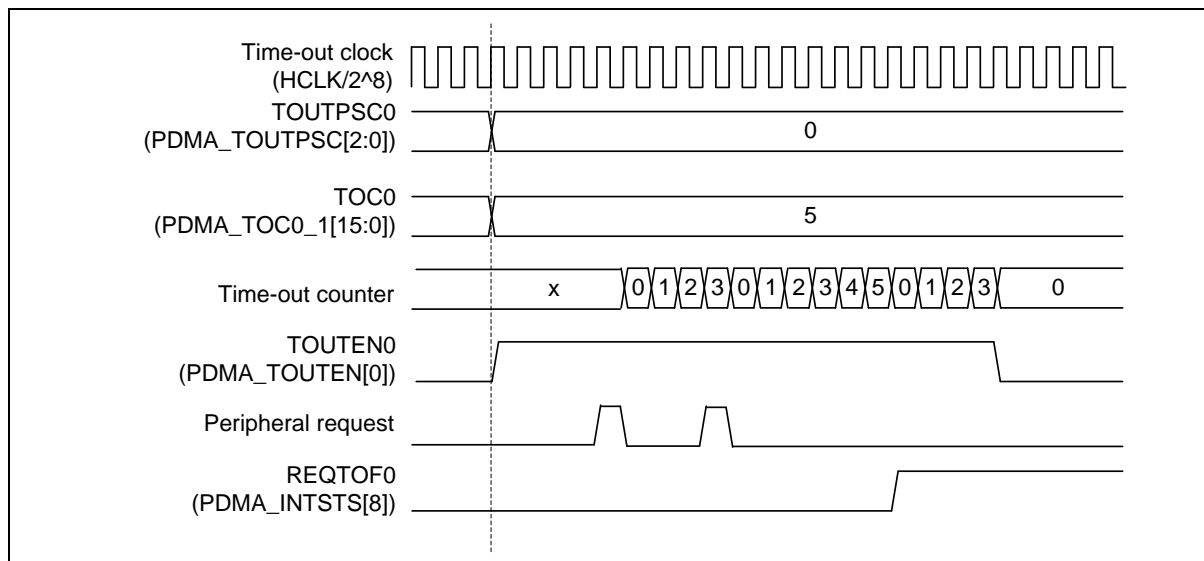 Time-out clock
(HCLK/2^8)
TOUTPSC0
(PDMA_TOUTPSC[2:0])
0
TOC0
(PDMA_TOC0_1[15:0])
5
Time-out counter
x 0 1 2 3 0 1 2 3 4 5 0 1 2 3 0
TOUTEN0
(PDMA_TOUTEN[0])
Peripheral request
REQTOF0
(PDMA_INTSTS[8])